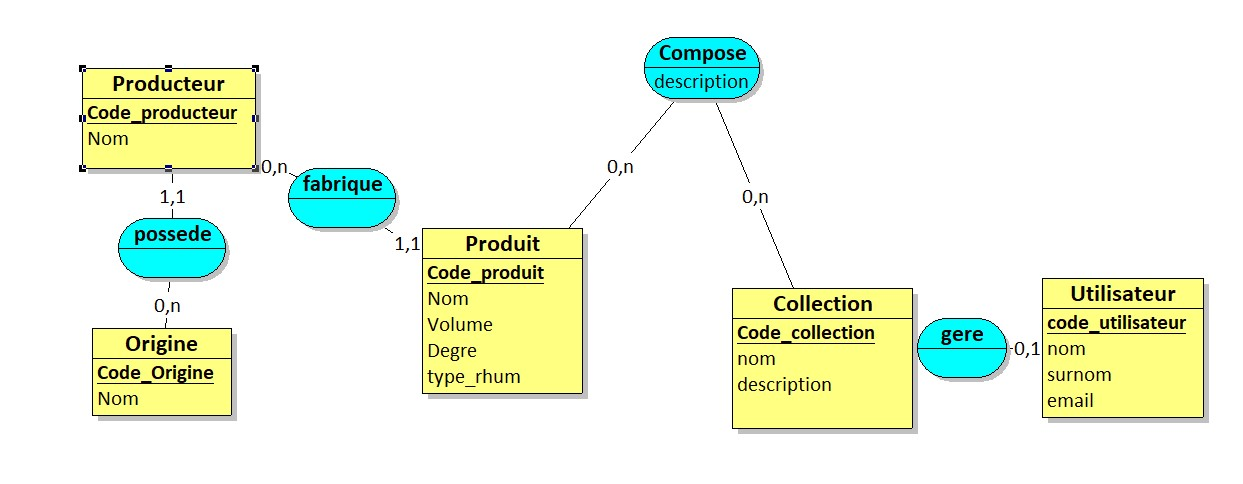 Compose
description
Producteur
Code_producteur
Nom
0,n
0,n
fabrique
1,1
0,n
possede
1,1
Produit
Code_produit
Nom
Volume
Degre
type_rhum
0,n
Origine
Code_Origine
Nom
Collection
Code_collection
nom
description
gere
0,1
Utilisateur
code_utilisateur
nom
surnom
email